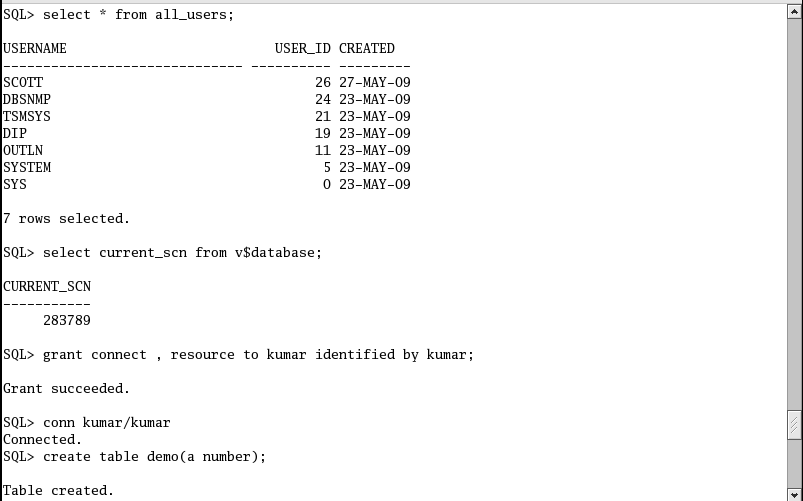 SQL> select * from all_users;
USERNAME                          USER_ID CREATED
------------------------------ ---------- ---------
SCOTT                                  26 27-MAY-09
DBSNMP                                 24 23-MAY-09
TSMSYS                                 21 23-MAY-09
DIP                                    19 23-MAY-09
OUTLN                                  11 23-MAY-09
SYSTEM                                  5 23-MAY-09
SYS                                     0 23-MAY-09
7 rows selected.
SQL> select current_scn from v$database;
CURRENT_SCN
-----------
     283789
SQL> grant connect , resource to kumar identified by kumar;
Grant succeeded.
SQL> conn kumar/kumar
Connected.
SQL> create table demo(a number);
Table created.